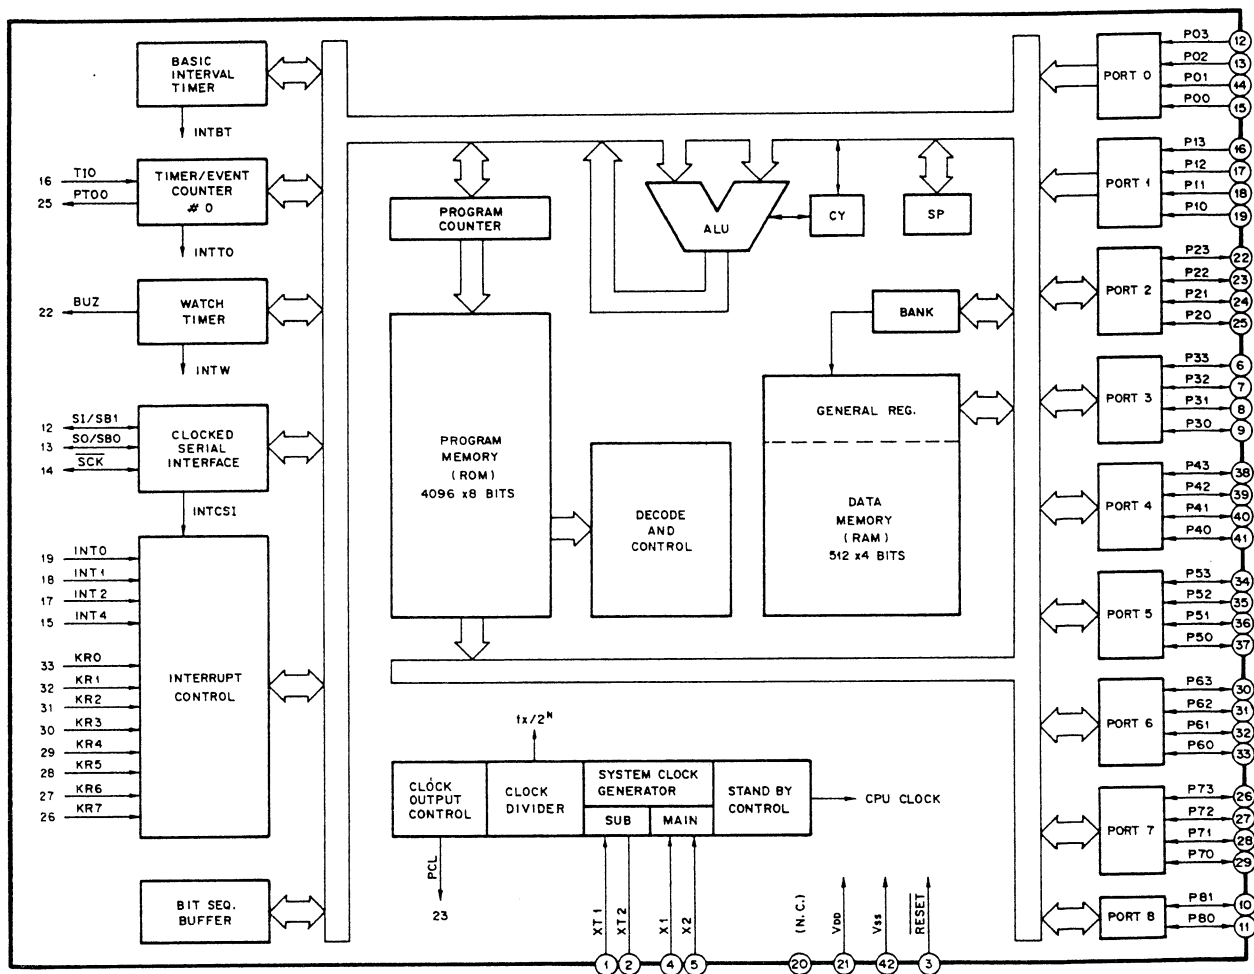 BASIC
INTERVAL
TIMER
INTBT
16 TI0
25 PTO0
TIMER/EVENT
COUNTER
#0
INTT0
22 BUZ
WATCH
TIMER
INTW
12 SI/SB1
13 SO/SB0
14 SCK
CLOCKED
SERIAL
INTERFACE
INTCSI
19 INT0
18 INT1
17 INT2
15 INT4
33 KR0
32 KR1
31 KR2
30 KR3
29 KR4
28 KR5
27 KR6
26 KR7
INTERRUPT
CONTROL
BIT SEQ.
BUFFER
PROGRAM
COUNTER
ALU
CY
SP
BANK
PROGRAM
MEMORY
(ROM)
4096 x8 BITS
DECODE
AND
CONTROL
GENERAL REG.
DATA
MEMORY
(RAM)
512 x4 BITS
fx/2N
CLOCK
OUTPUT
CONTROL
CLOCK
DIVIDER
SYSTEM CLOCK
GENERATOR
SUB
MAIN
STAND BY
CONTROL
CPU CLOCK
PCL
23
XT1
XT2
X1
X2
(N.C.)
VDD
VSS
RESET
1
2
4
5
20
21
42
3
PORT 0
P03 12
P02 13
P01 14
P00 15
PORT 1
P13 16
P12 17
P11 18
P10 19
PORT 2
P23 22
P22 23
P21 24
P20 25
PORT 3
P33 6
P32 7
P31 8
P30 9
PORT 4
P43 38
P42 39
P41 40
P40 41
PORT 5
P53 34
P52 35
P51 36
P50 37
PORT 6
P63 30
P62 31
P61 32
P60 33
PORT 7
P73 26
P72 27
P71 28
P70 29
PORT 8
P81 10
P80 11